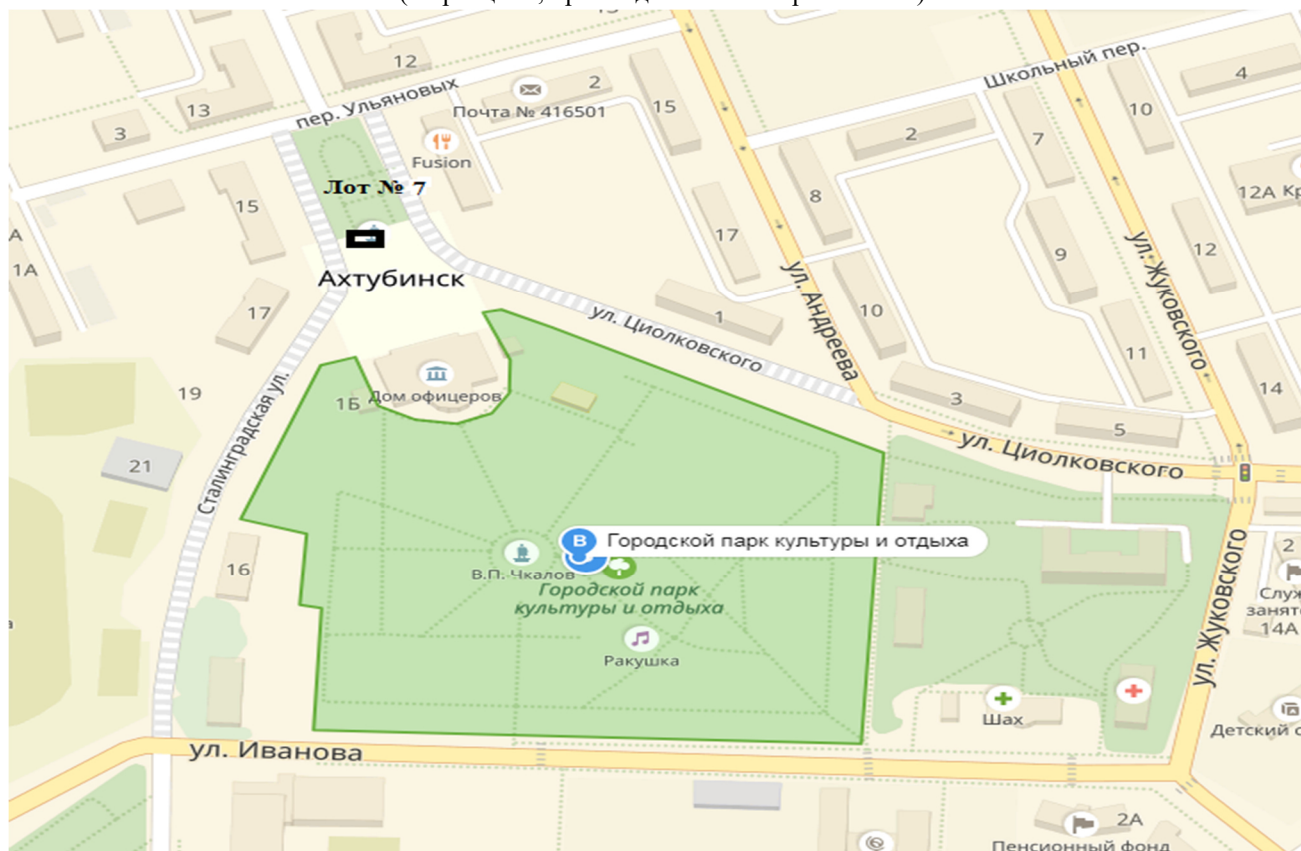 12
13
3
пер. Ульяновых
2
Почта № 416501
15
Fusion
Школьный пер.
4
10
2
7
12А
Лот № 7
15
8
17
А
1А
Ахтубинск
9
12
ул. Жуковского
ул. Андреева
10
17
1
ул. Циолковского
11
14
19
1Б
Дом офицеров
3
5
ул. Циолковского
Сталинградская ул.
21
16
В
Городской парк культуры и отдыха
В.П. Чкалов
Городской парк
культуры и отдыха
Ракушка
ул. Жуковского
2
14А
Шах
Детский
ул. Иванова
2А
Пенсионный фонд